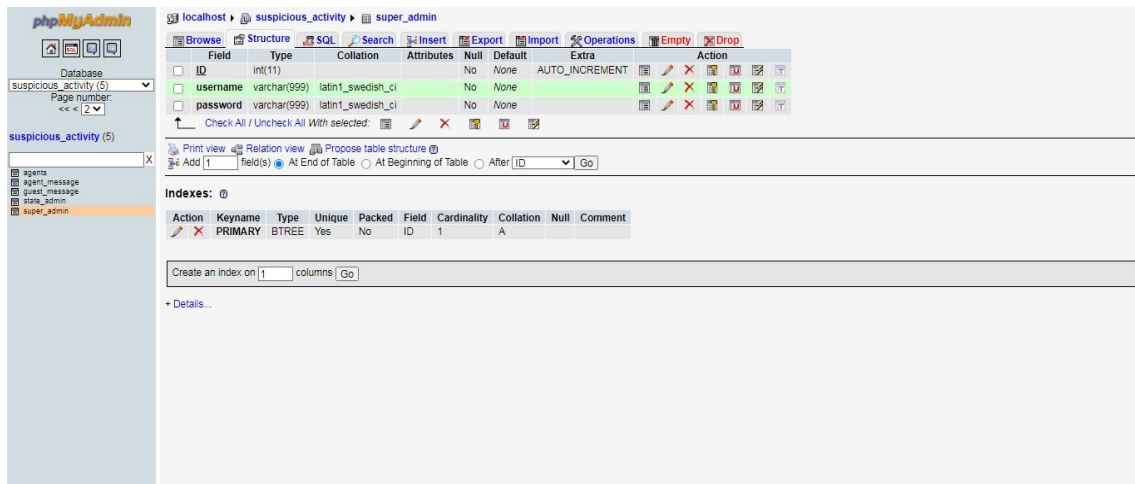 phpMyAdmin
localhost ▸ suspicious_activity ▸ super_admin
Browse Structure SQL Search Insert Export Import Operations Empty Drop
Field Type Collation Attributes Null Default Extra Action
ID int(11) No None AUTO_INCREMENT
username varchar(999) latin1_swedish_ci No None
password varchar(999) latin1_swedish_ci No None
Check All / Uncheck All With selected:
Print view Relation view Propose table structure
Add 1 field(s) At End of Table At Beginning of Table After ID Go
Indexes:
Action Keyname Type Unique Packed Field Cardinality Collation Null Comment
PRIMARY BTREE Yes No ID 1 A
Create an index on 1 columns Go
+ Details...
Database
suspicious_activity (5)
Page number:
<< < 2
suspicious_activity (5)
X
agents
agent_message
guest_message
state_admin
super_admin